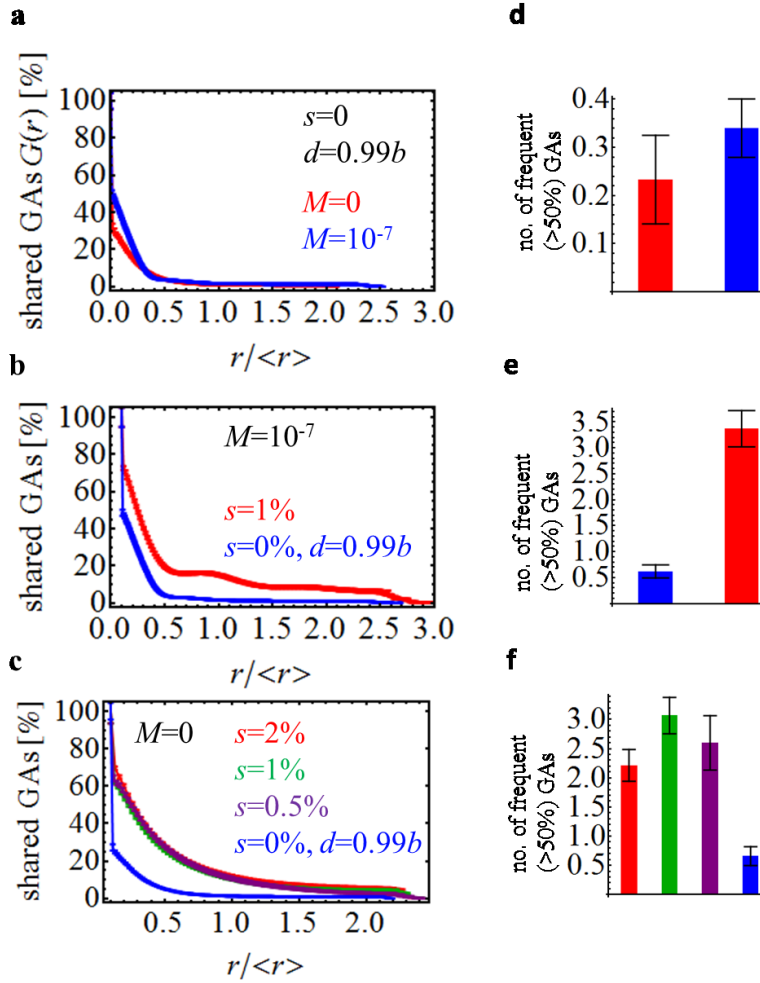 a
shared GAs G(r) [%]
100
80
60
40
20
0
s=0
d=0.99b
M=0
M=10-7
0.0 0.5 1.0 1.5 2.0 2.5 3.0
r/<r>
d
no. of frequent
(>50%) GAs
0.4
0.3
0.2
0.1
b
shared GAs [%]
100
80
60
40
20
0
M=10-7
s=1%
s=0%, d=0.99b
0.0 0.5 1.0 1.5 2.0 2.5 3.0
r/<r>
e
no. of frequent
(>50%) GAs
3.5
3.0
2.5
2.0
1.5
1.0
0.5
c
shared GAs [%]
100
80
60
40
20
0
M=0
s=2%
s=1%
s=0.5%
s=0%, d=0.99b
0.5 1.0 1.5 2.0
r/<r>
f
no. of frequent
(>50%) GAs
3.0
2.5
2.0
1.5
1.0
0.5